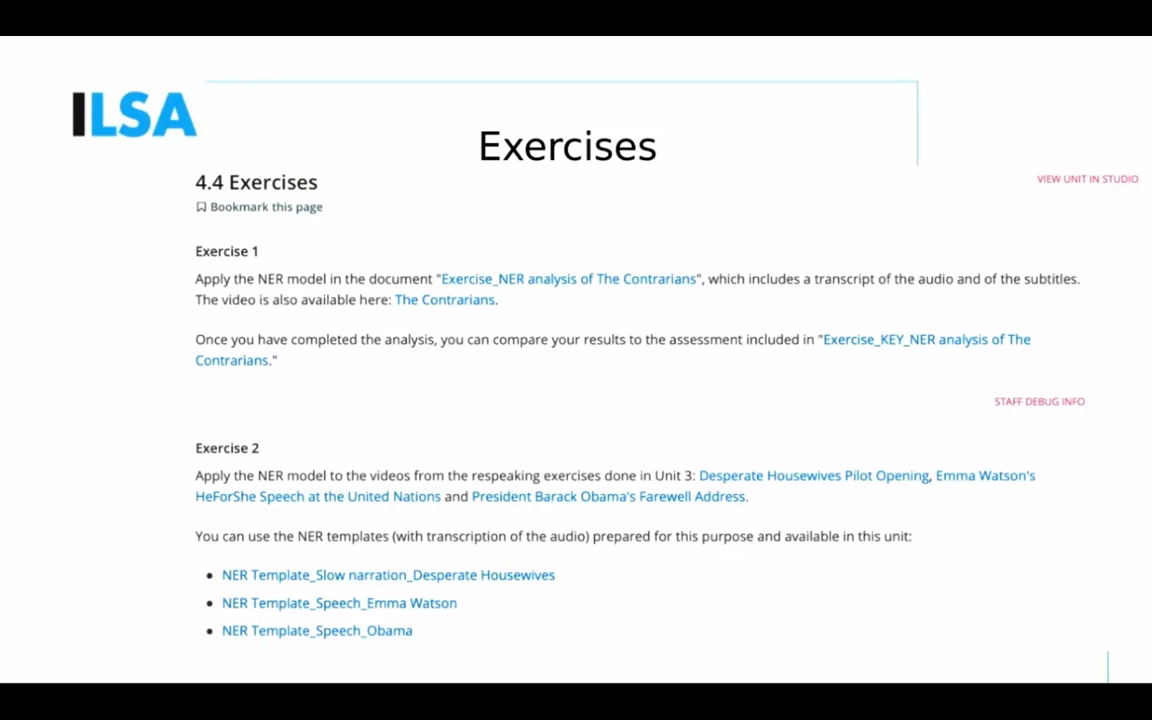 ILSA
Exercises
4.4 Exercises
VIEW UNIT IN STUDIO
Bookmark this page
Exercise 1
Apply the NER model in the document "Exercise_NER analysis of The Contrarians", which includes a transcript of the audio and of the subtitles.
The video is also available here: The Contrarians.
Once you have completed the analysis, you can compare your results to the assessment included in "Exercise_KEY_NER analysis of The
Contrarians."
STAFF DEBUG INFO
Exercise 2
Apply the NER model to the videos from the respeaking exercises done in Unit 3: Desperate Housewives Pilot Opening, Emma Watson's
HeForShe Speech at the United Nations and President Barack Obama's Farewell Address.
You can use the NER templates (with transcription of the audio) prepared for this purpose and available in this unit:
• NER Template_Slow narration_Desperate Housewives
• NER Template_Speech_Emma Watson
• NER Template_Speech_Obama